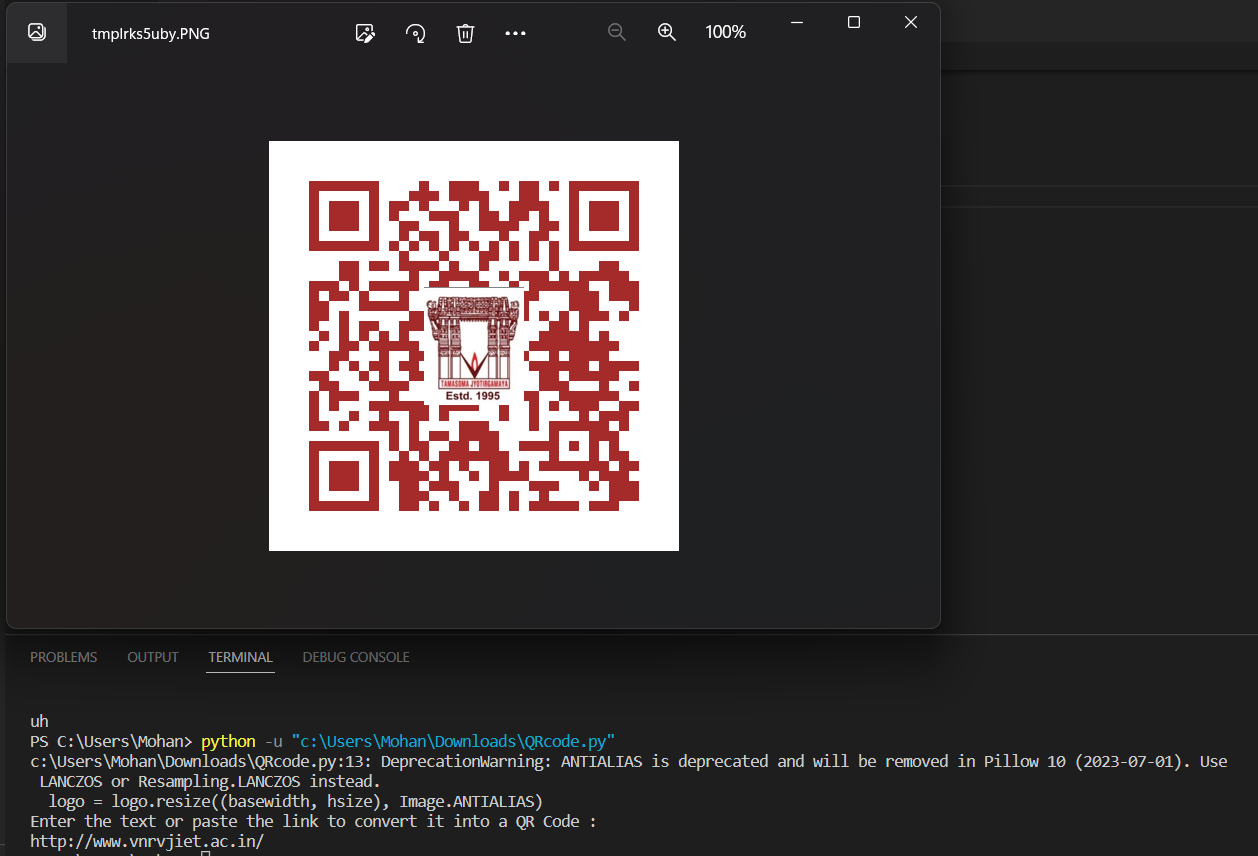 tmplrks5uby.PNG
100%
TAMASOMA JYOTIRGAMAYA
Estd. 1995
PROBLEMS OUTPUT TERMINAL DEBUG CONSOLE
uh
PS C:\Users\Mohan> python -u "c:\Users\Mohan\Downloads\QRcode.py"
c:\Users\Mohan\Downloads\QRcode.py:13: DeprecationWarning: ANTIALIAS is deprecated and will be removed in Pillow 10 (2023-07-01). Use
LANCZOS or Resampling.LANCZOS instead.
logo = logo.resize((basewidth, hsize), Image.ANTIALIAS)
Enter the text or paste the link to convert it into a QR Code :
http://www.vnrvjiet.ac.in/